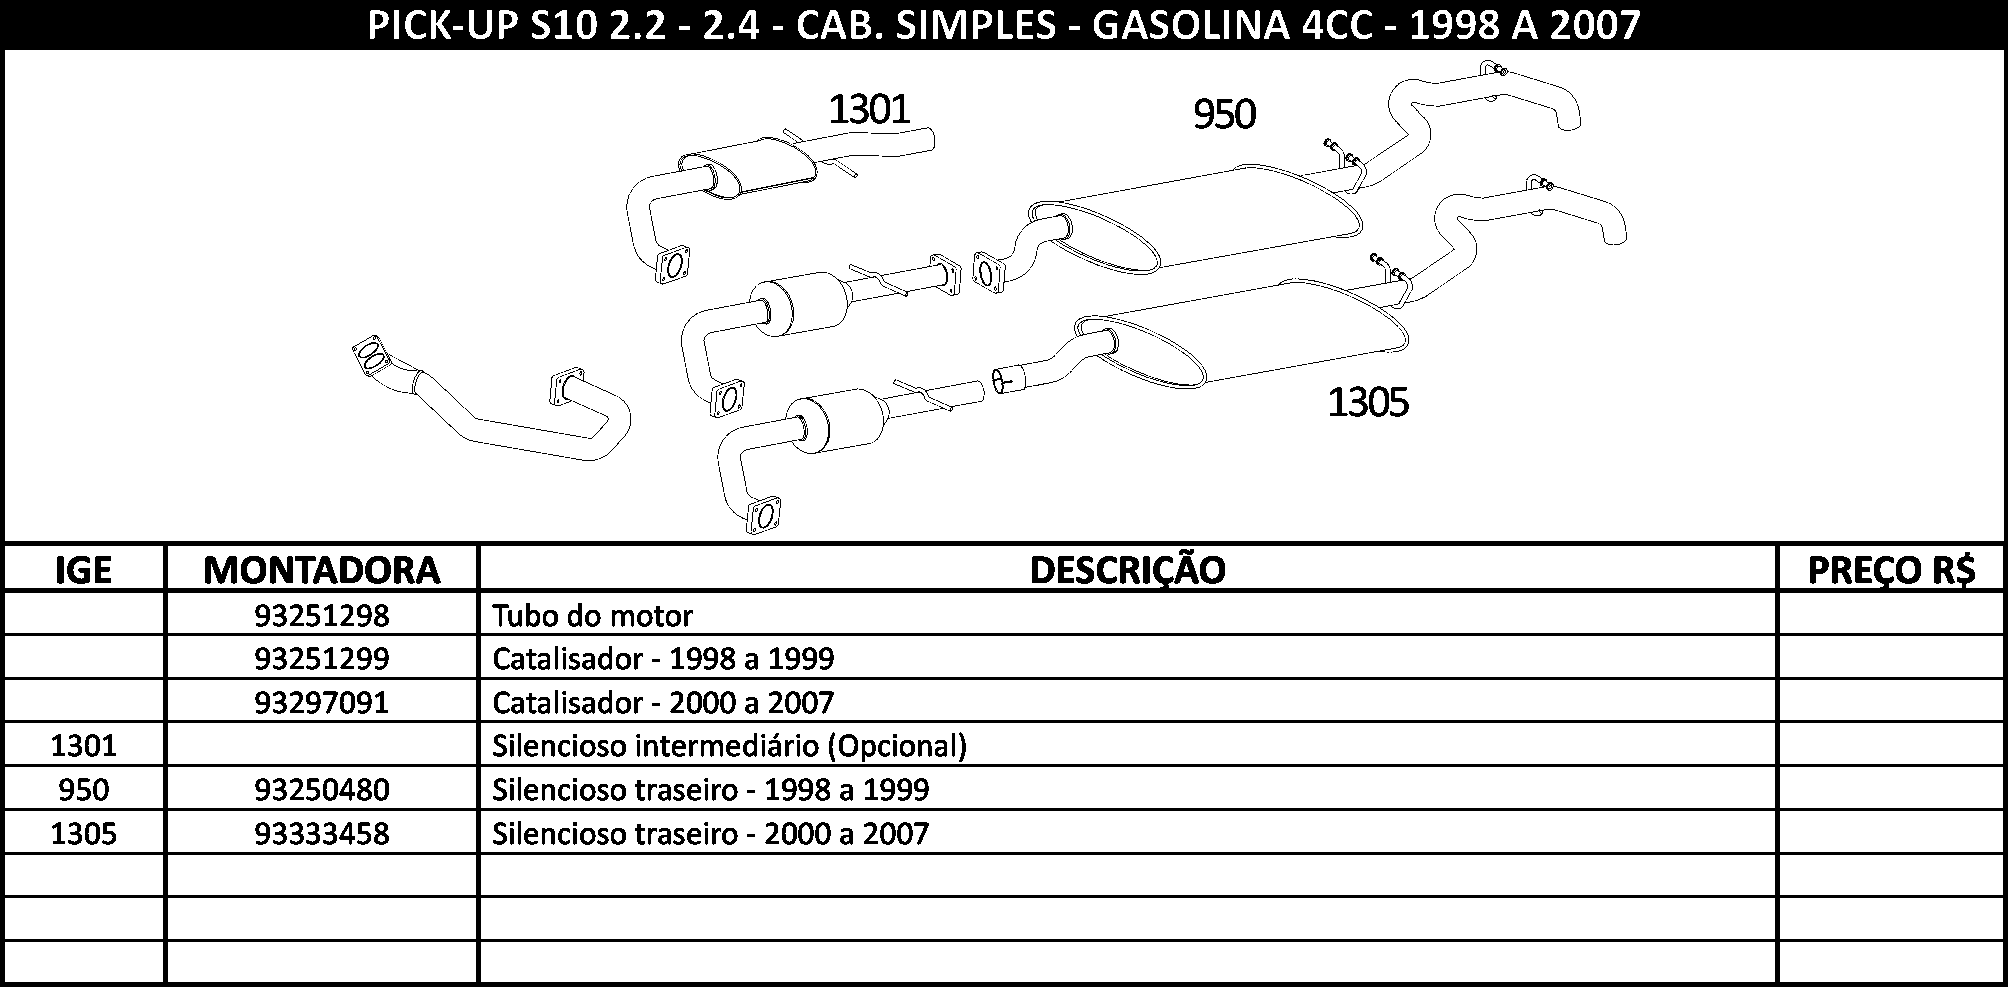 PICK-UP S10 2.2 - 2.4 - CAB. SIMPLES - GASOLINA 4CC - 1998 A 2007
1301
950
1305
IGE MONTADORA DESCRIÇÃO PREÇO R$
93251298 Tubo do motor
93251299 Catalisador - 1998 a 1999
93297091 Catalisador - 2000 a 2007
1301 Silencioso intermediário (Opcional)
950 93250480 Silencioso traseiro - 1998 a 1999
1305 93333458 Silencioso traseiro - 2000 a 2007